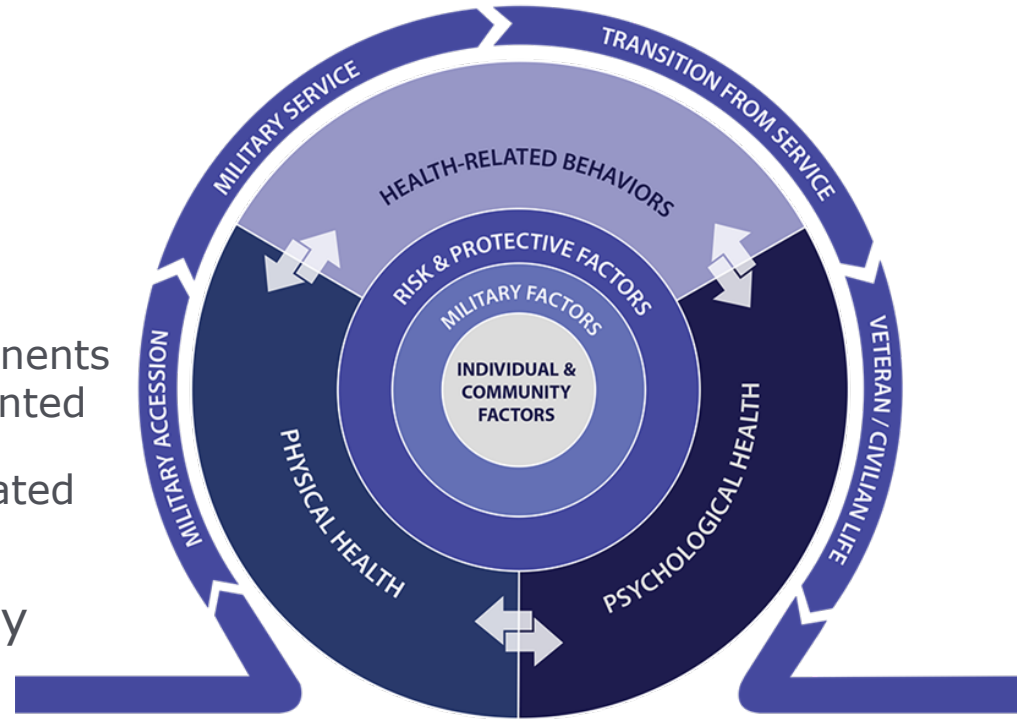 nents
nted
ated
y
MILITARY ACCESSION
MILITARY SERVICE
TRANSITION FROM SERVICE
VETERAN / CIVILIAN LIFE
HEALTH-RELATED BEHAVIORS
RISK & PROTECTIVE FACTORS
MILITARY FACTORS
INDIVIDUAL &
COMMUNITY
FACTORS
PHYSICAL HEALTH
PSYCHOLOGICAL HEALTH